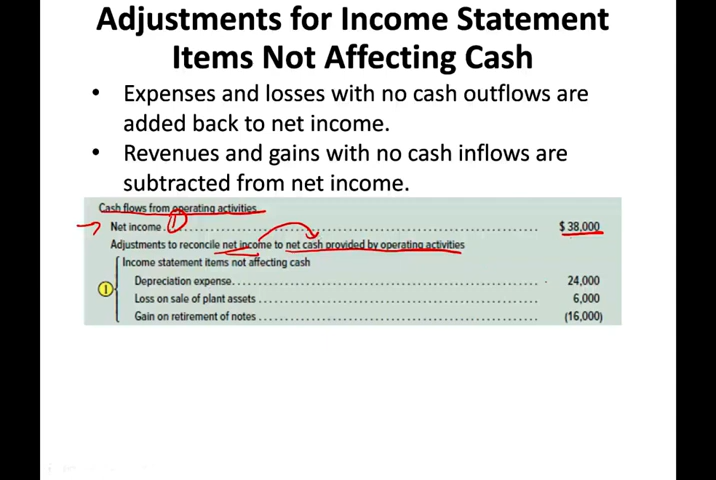 Adjustments for Income Statement
Items Not Affecting Cash
• Expenses and losses with no cash outflows are
added back to net income.
• Revenues and gains with no cash inflows are
subtracted from net income.
Cash flows from operating activities
Net income ........ $ 38,000
Adjustments to reconcile net income to net cash provided by operating activities
Income statement items not affecting cash
Depreciation expense ........ 24,000
① Loss on sale of plant assets ........ 6,000
Gain on retirement of notes ........ (16,000)